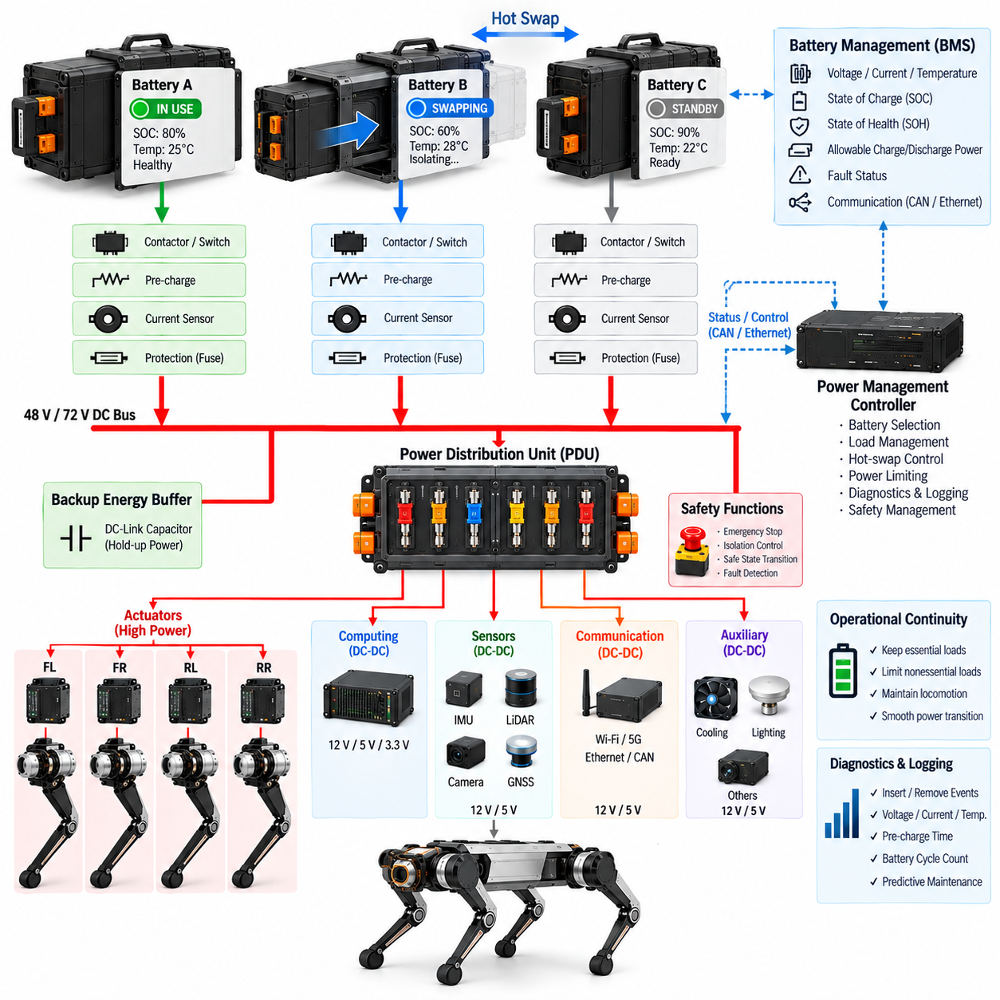 Hot Swap
Battery A
IN USE
SOC: 80%
Temp: 25°C
Healthy
Battery B
SWAPPING
SOC: 60%
Temp: 28°C
Isolating...
Battery C
STANDBY
SOC: 90%
Temp: 22°C
Ready
Battery Management (BMS)
Voltage / Current / Temperature
State of Charge (SOC)
State of Health (SOH)
Allowable Charge/Discharge Power
Fault Status
Communication (CAN / Ethernet)
Contactor / Switch
Pre-charge
Current Sensor
Protection (Fuse)
Contactor / Switch
Pre-charge
Current Sensor
Protection (Fuse)
Contactor / Switch
Pre-charge
Current Sensor
Protection (Fuse)
Status / Control
(CAN / Ethernet)
Power Management
Controller
· Battery Selection
· Load Management
· Hot-swap Control
· Power Limiting
· Diagnostics & Logging
· Safety Management
48 V / 72 V DC Bus
Power Distribution Unit (PDU)
Backup Energy Buffer
DC-Link Capacitor
(Hold-up Power)
Safety Functions
· Emergency Stop
· Isolation Control
· Safe State Transition
· Fault Detection
Actuators
(High Power)
FL
FR
RL
RR
Computing
(DC-DC)
12 V / 5 V / 3.3 V
Sensors
(DC-DC)
IMU
LiDAR
Camera
GNSS
12 V / 5 V
Communication
(DC-DC)
Wi-Fi / 5G
Ethernet / CAN
12 V / 5 V
Auxiliary
(DC-DC)
Cooling
Lighting
Others
12 V / 5 V
Operational Continuity
✓ Keep essential loads
✓ Limit nonessential loads
✓ Maintain locomotion
✓ Smooth power transition
Diagnostics & Logging
✓ Insert / Remove Events
✓ Voltage / Current / Temp.
✓ Pre-charge Time
✓ Battery Cycle Count
✓ Predictive Maintenance